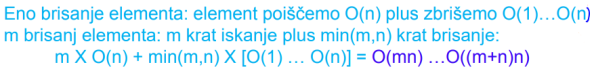 Eno brisanje elementa: element poiščemo O(n) plus zbrišemo O(1)…O(n)
m brisanj elementa: m krat iskanje plus min(m,n) krat brisanje:
m X O(n) + min(m,n) X [O(1) … O(n)] = O(mn) …O((m+n)n)